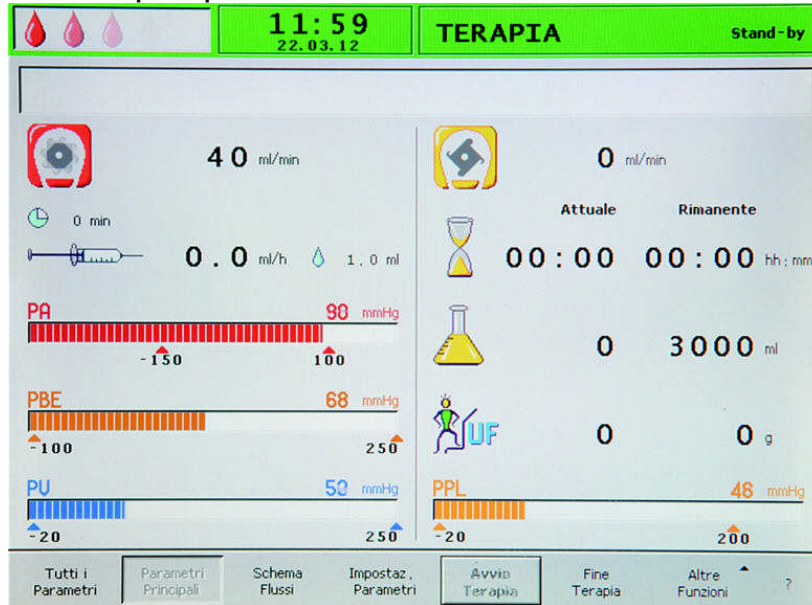 11:59
22.03.12
TERAPIA
Stand-by
40 ml/min
0 ml/min
0 min
Attuale Rimanente
0.0 ml/h 1.0 ml
00:00 00:00 hh:mm
PA 90 mmHg
-150 100
0 3000 ml
PBE 68 mmHg
-100 250
UF 0 0 g
PV 50 mmHg
-20 250
PPL 48 mmHg
-20 200
Tutti i Parametri
Parametri Principali
Schema Flussi
Impostaz. Parametri
Avvio Terapia
Fine Terapia
Altre Funzioni
?